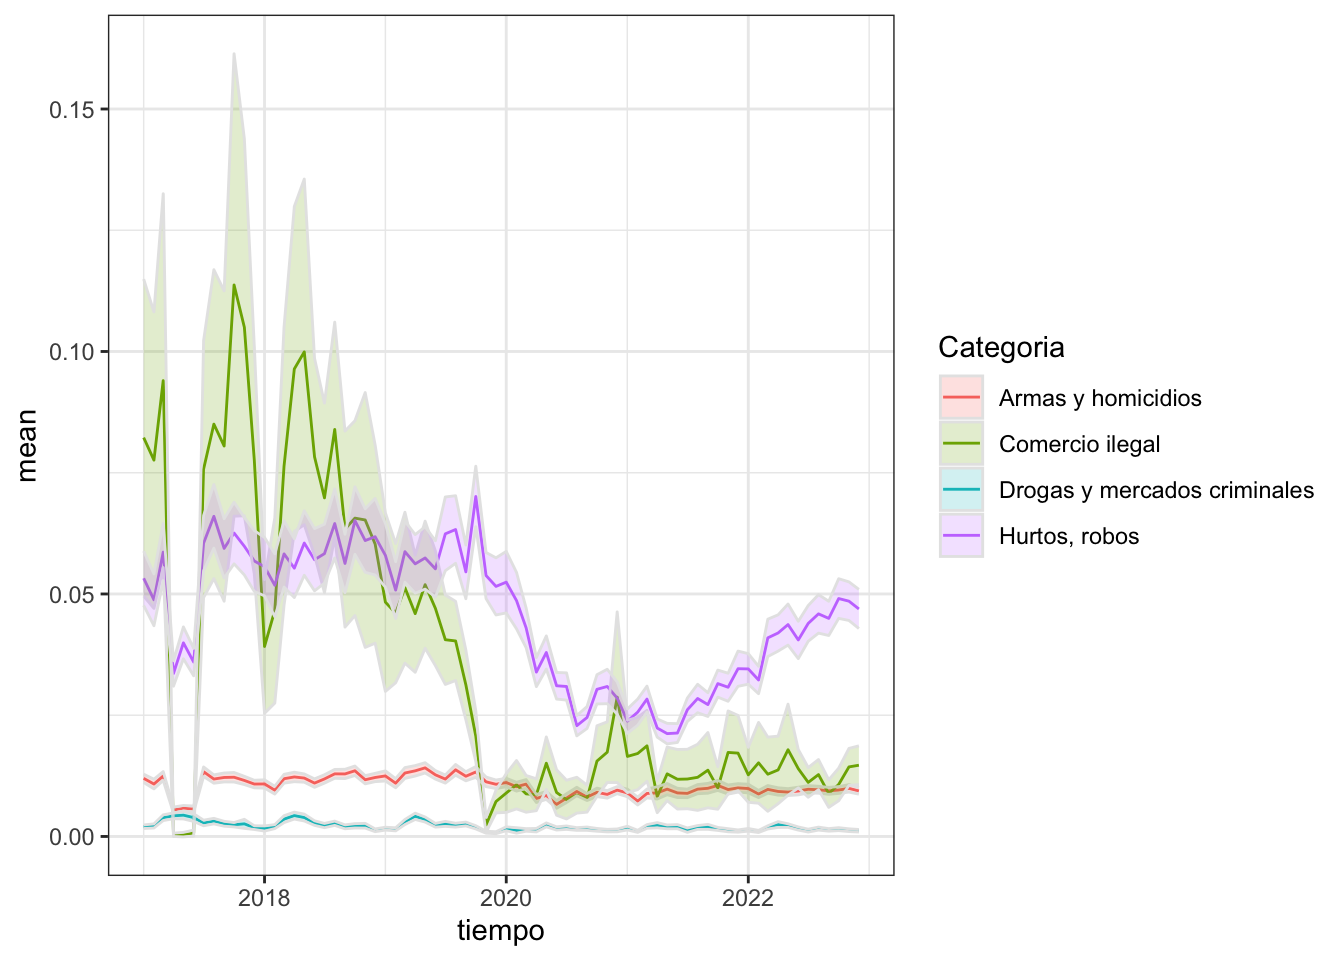 0.15
0.10
0.05
0.00
mean
2018
2020
2022
tiempo
Categoria
Armas y homicidios
Comercio ilegal
Drogas y mercados criminales
Hurtos, robos